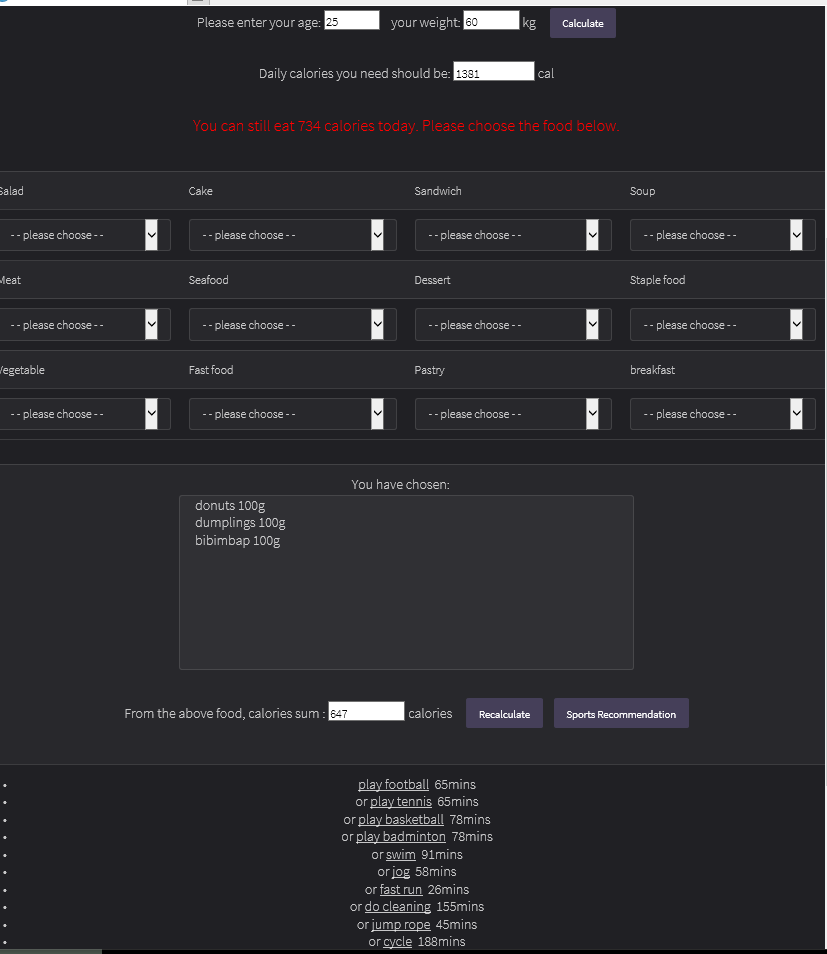 Please enter your age: 25 your weight: 60 kg Calculate
Daily calories you need should be: 1381 cal
You can still eat 734 calories today. Please choose the food below.
Salad Cake Sandwich Soup
-- please choose -- -- please choose -- -- please choose -- -- please choose --
Meat Seafood Dessert Staple food
-- please choose -- -- please choose -- -- please choose -- -- please choose --
Vegetable Fast food Pastry breakfast
-- please choose -- -- please choose -- -- please choose -- -- please choose --
You have chosen:
donuts 100g
dumplings 100g
bibimbap 100g
From the above food, calories sum : 647 calories Recalculate Sports Recommendation
• play football 65mins
• or play tennis 65mins
• or play basketball 78mins
• or play badminton 78mins
• or swim 91mins
• or jog 58mins
• or fast run 26mins
• or do cleaning 155mins
• or jump rope 45mins
• or cycle 188mins